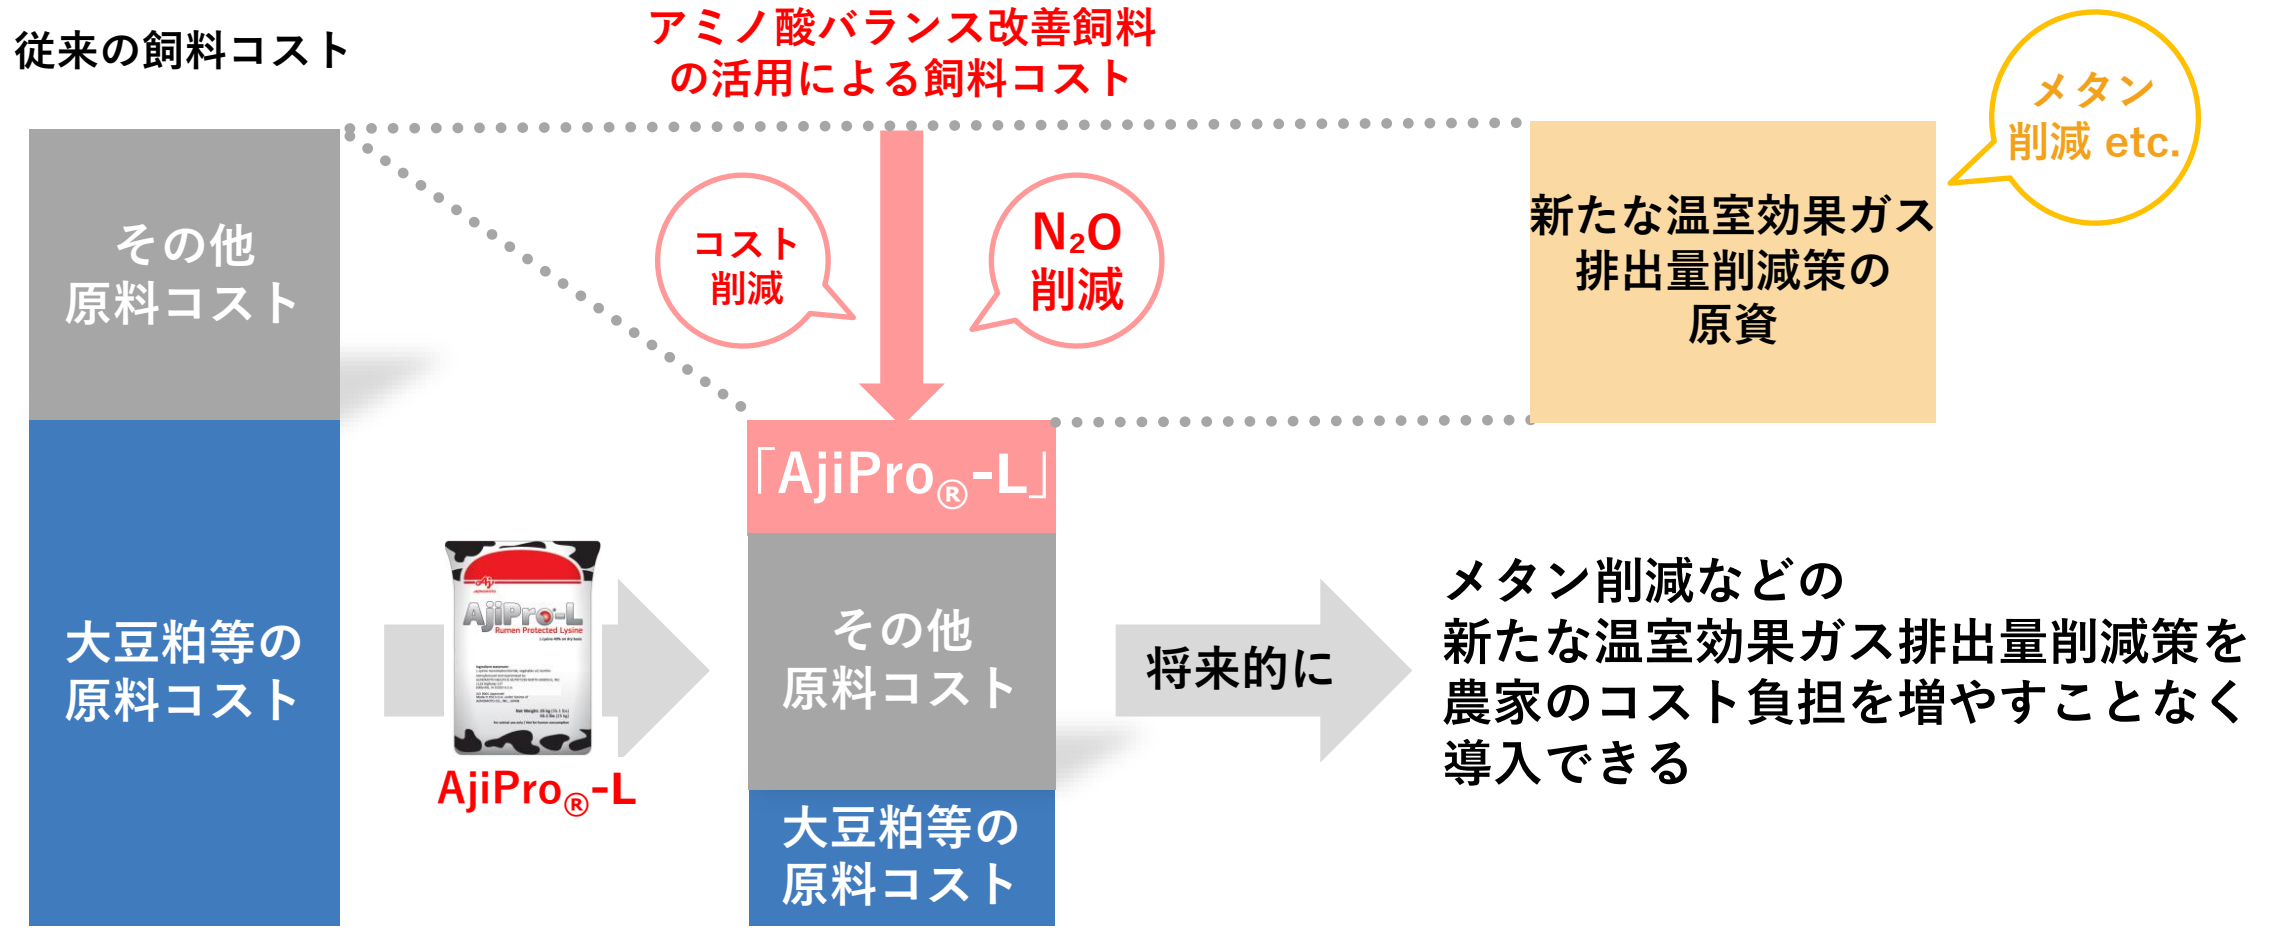 従来の飼料コスト
アミノ酸バランス改善飼料
の活用による飼料コスト
メタン
削減 etc.
その他
原料コスト
コスト
削減
N₂O
削減
新たな温室効果ガス
排出量削減策の
原資
「AjiPro®-L」
大豆粕等の
原料コスト
Aj
AjiPro-L
Rumen Protected Lysine
AjiPro®-L
その他
原料コスト
大豆粕等の
原料コスト
将来的に
メタン削減などの
新たな温室効果ガス排出量削減策を
農家のコスト負担を増やすことなく
導入できる